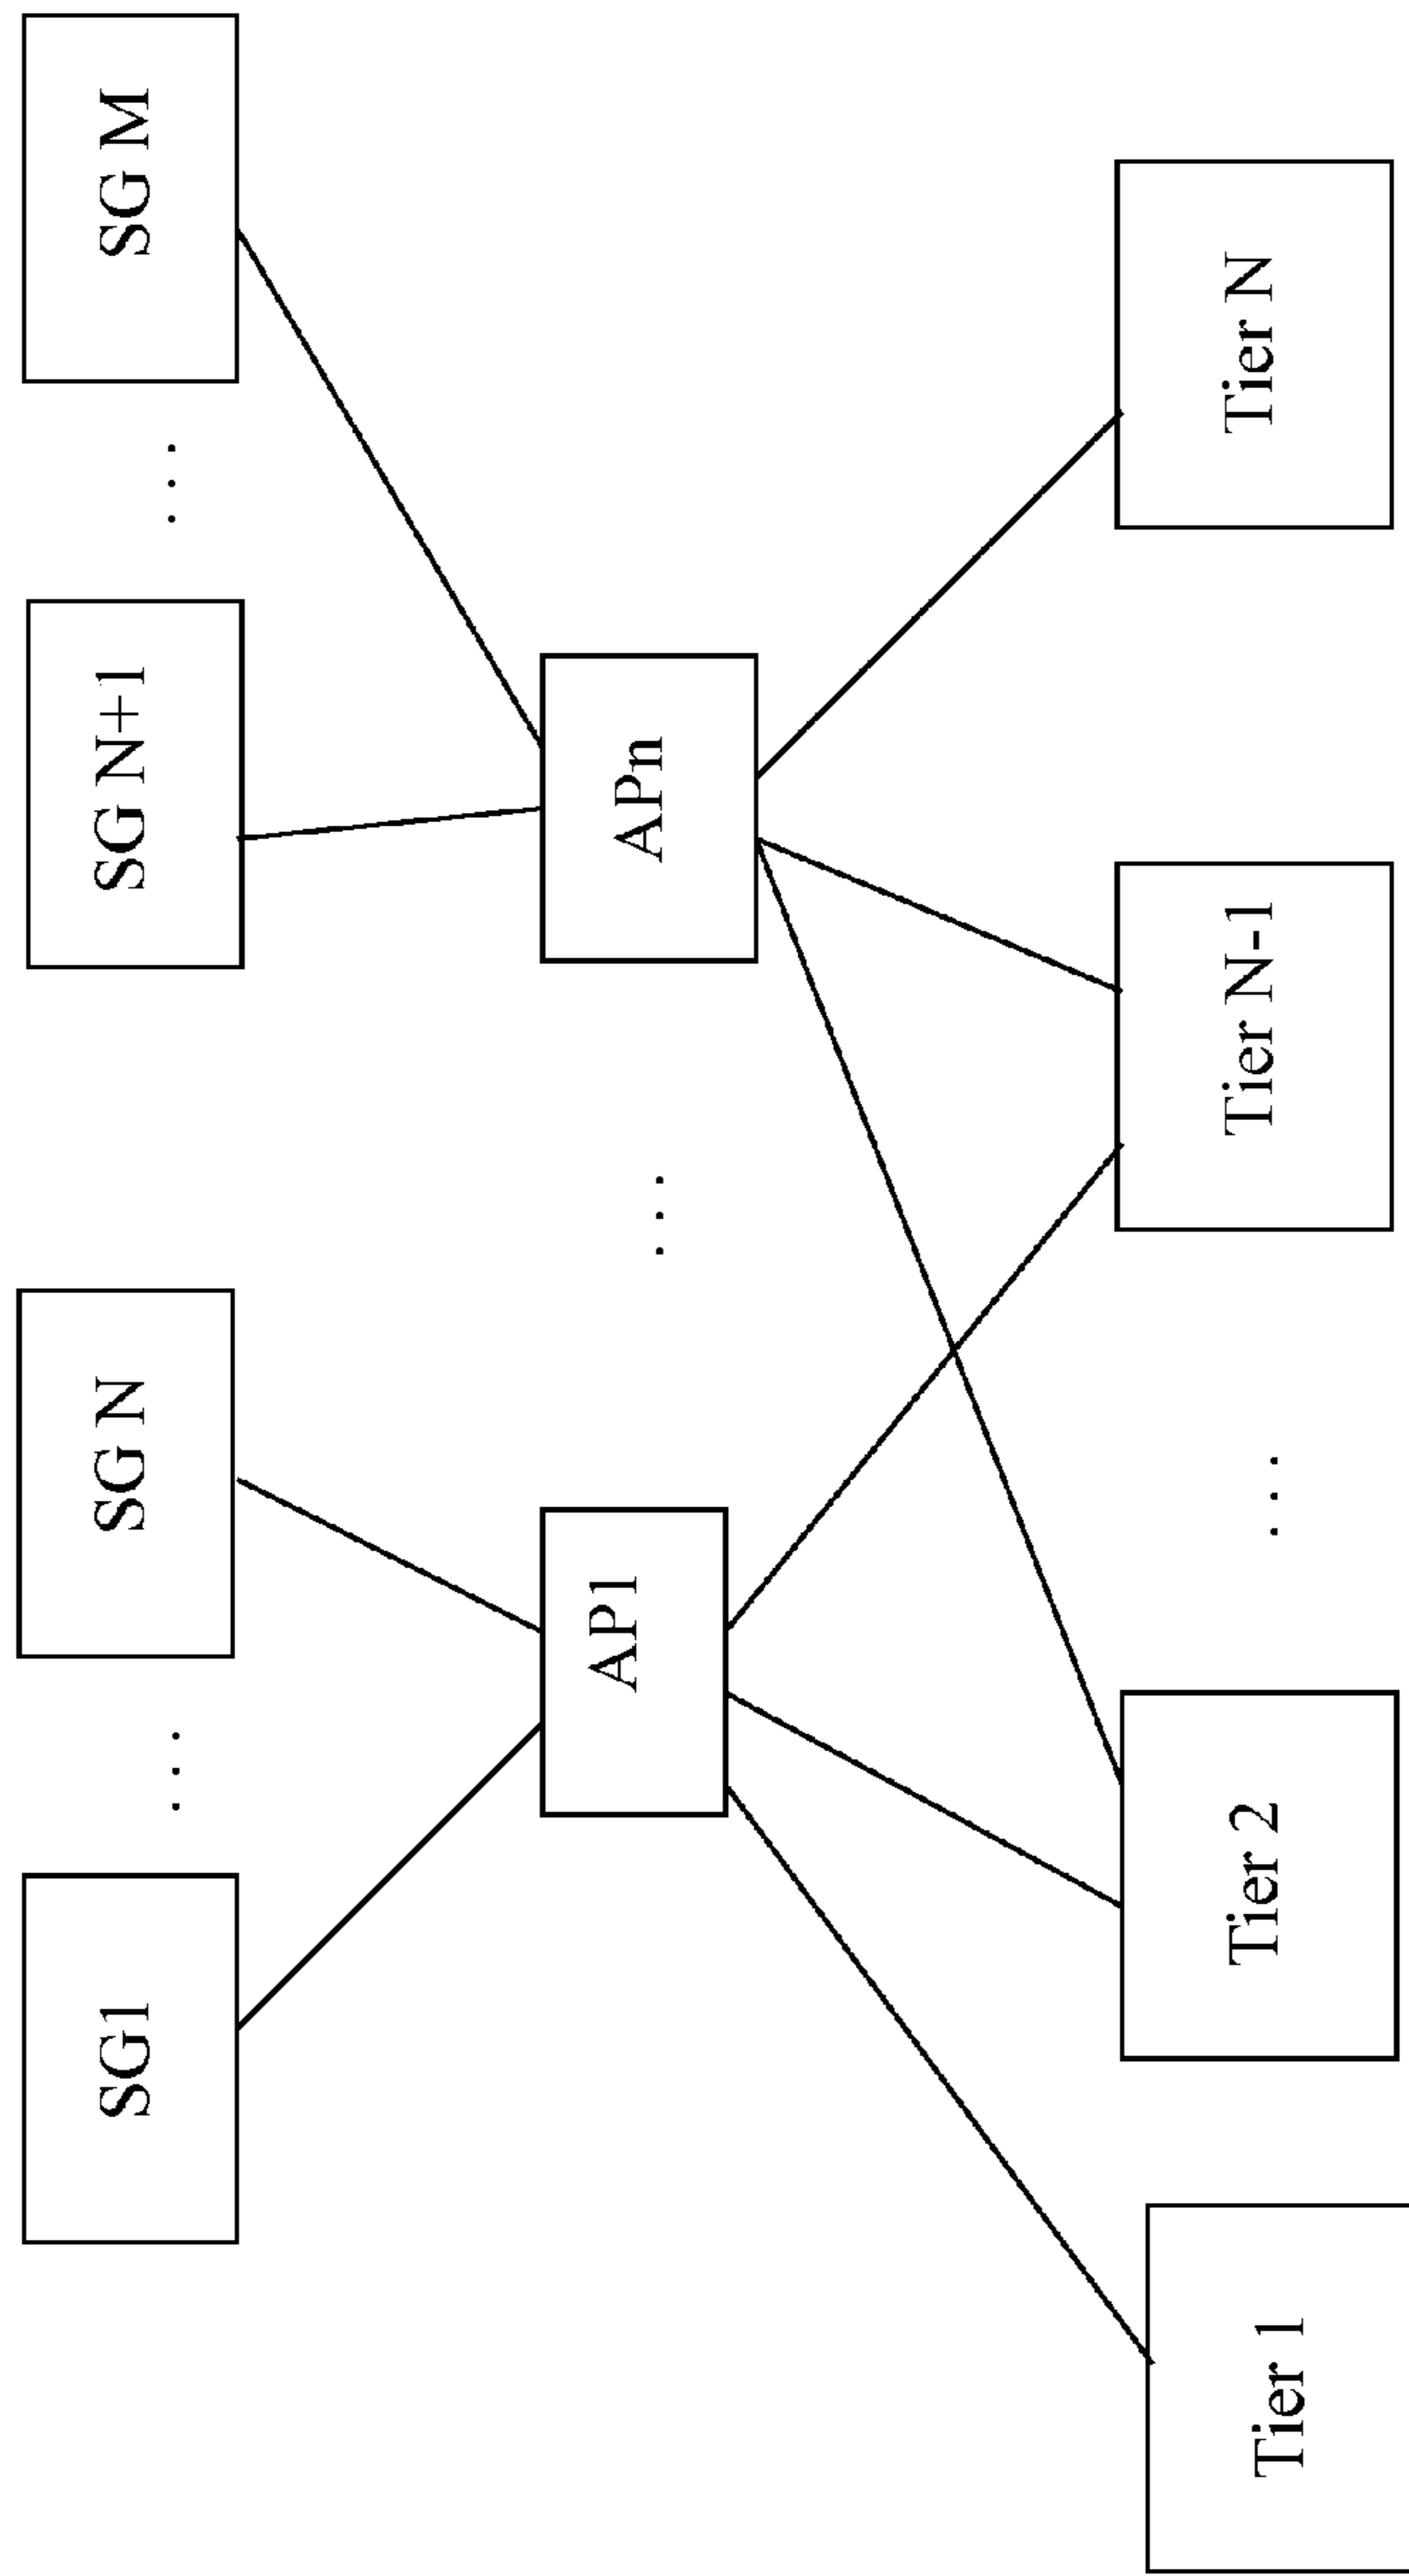 SG1
. . .
SG N
SG N+1
. . .
SG M
AP1
. . .
APn
Tier 1
Tier 2
. . .
Tier N-1
Tier N